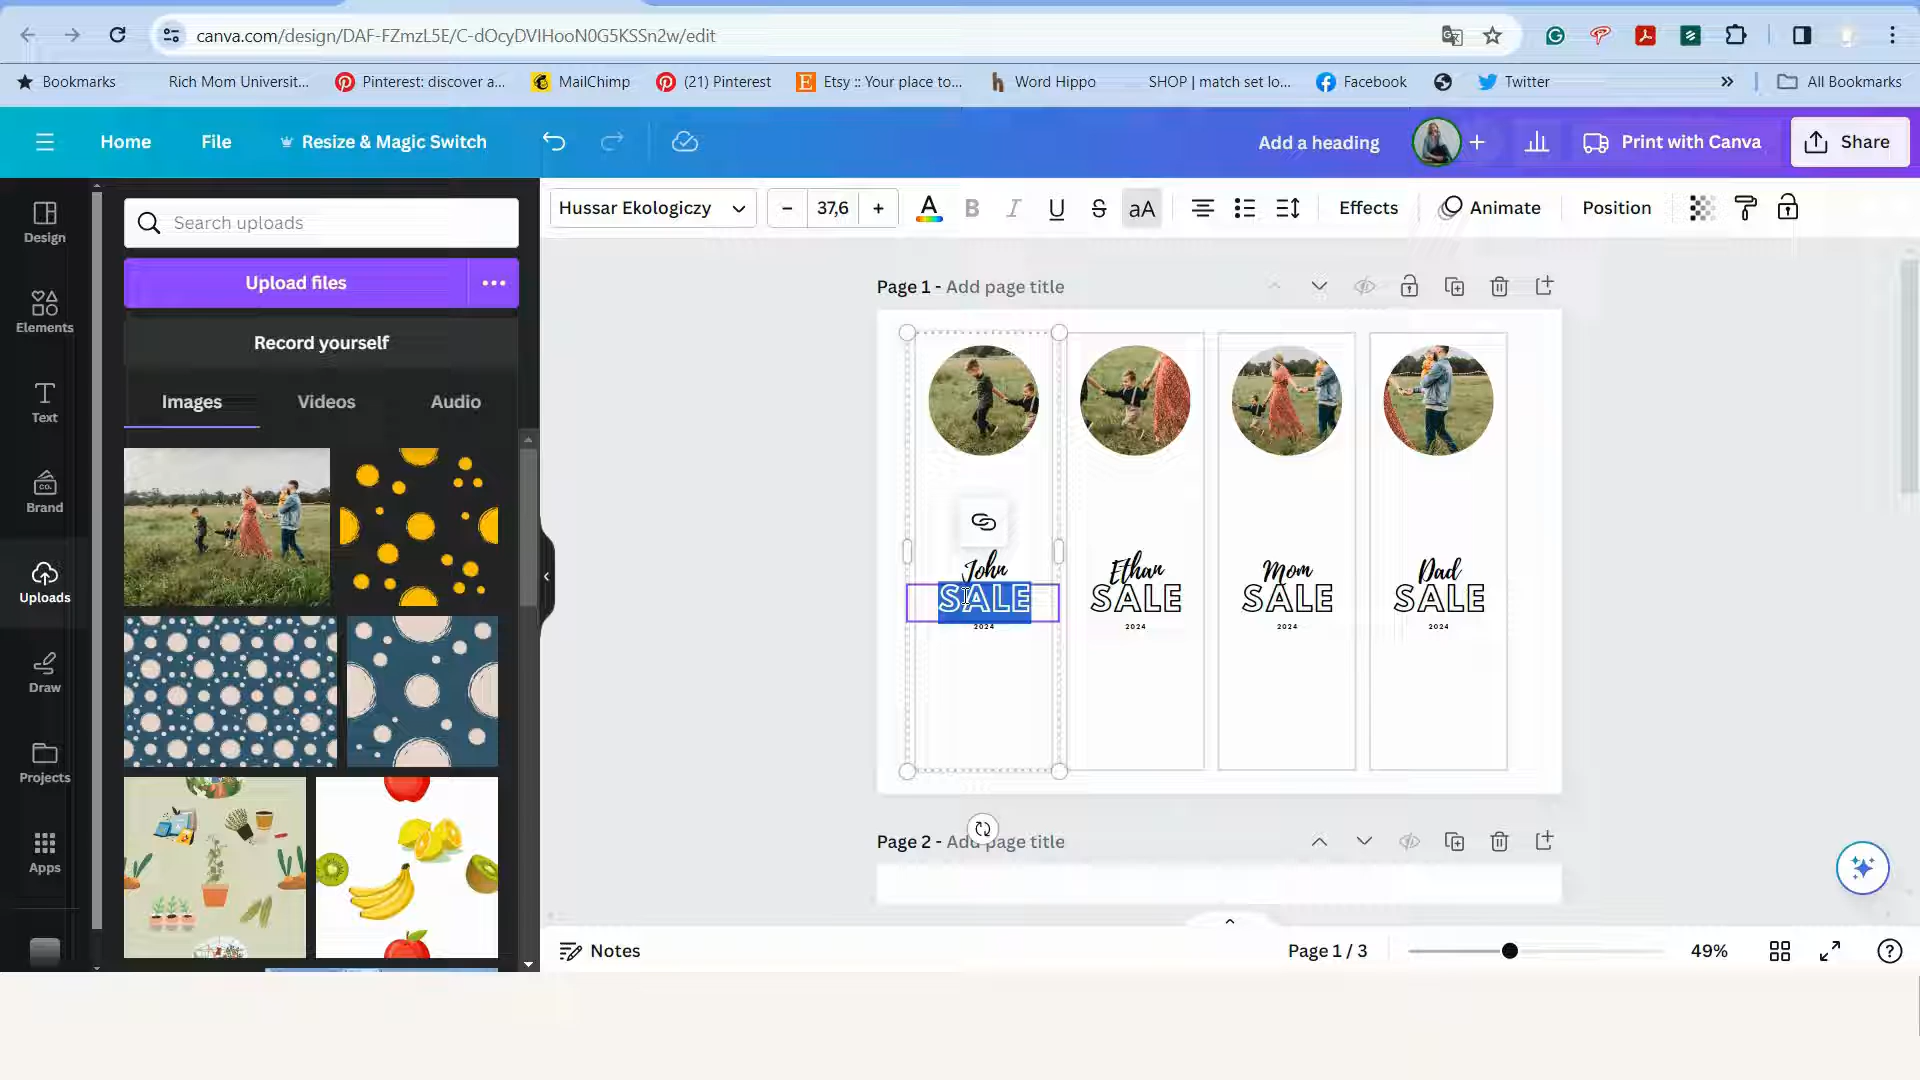 canva.com/design/DAF-FZmzL5E/C-dOcyDVIHooN0G5KSSn2w/edit
Bookmarks
Rich Mom Universit...
Pinterest: discover a...
MailChimp
(21) Pinterest
Etsy :: Your place to...
Word Hippo
SHOP | match set lo...
Facebook
Twitter
All Bookmarks
Home
File
Resize & Magic Switch
Add a heading
Print with Canva
Share
Design
Elements
Text
Brand
Uploads
Draw
Projects
Apps
Search uploads
Upload files
Record yourself
Images
Videos
Audio
Hussar Ekologiczy
37,6
aA
Effects
Animate
Position
Page 1 - Add page title
John
SALE
2024
Ethan
SALE
2024
Mom
SALE
2024
Dad
SALE
2024
Page 2 - Add page title
Notes
Page 1 / 3
49%